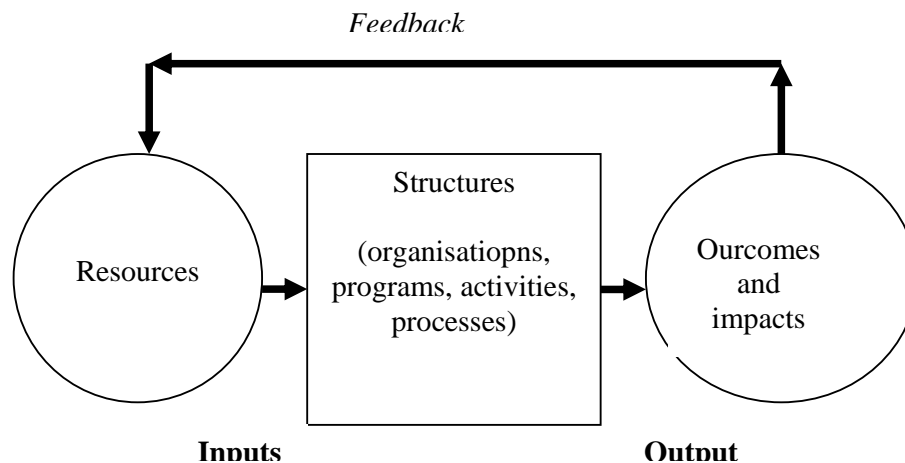 Feedback
Structures
(organisatiopns,
programs, activities,
processes)
Resources
Ourcomes
and
impacts
Inputs
Output